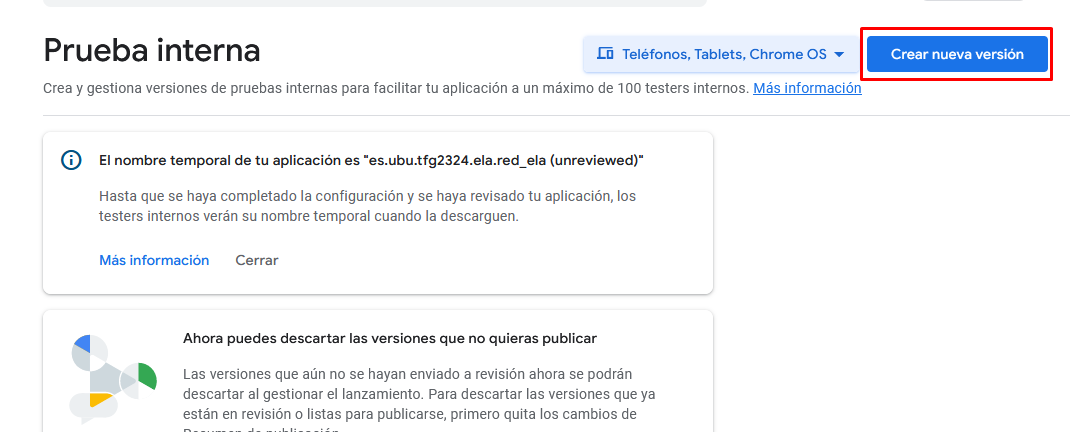 Prueba interna
Teléfonos, Tablets, Chrome OS
Crear nueva versión
Crea y gestiona versiones de pruebas internas para facilitar tu aplicación a un máximo de 100 testers internos. Más información
El nombre temporal de tu aplicación es "es.ubu.tfg2324.ela.red_ela (unreviewed)"
Hasta que se haya completado la configuración y se haya revisado tu aplicación, los
testers internos verán su nombre temporal cuando la descarguen.
Más información Cerrar
Ahora puedes descartar las versiones que no quieras publicar
Las versiones que aún no se hayan enviado a revisión ahora se podrán
descartar al gestionar el lanzamiento. Para descartar las versiones que ya
están en revisión o listas para publicarse, primero quita los cambios de
Resumen de publicación